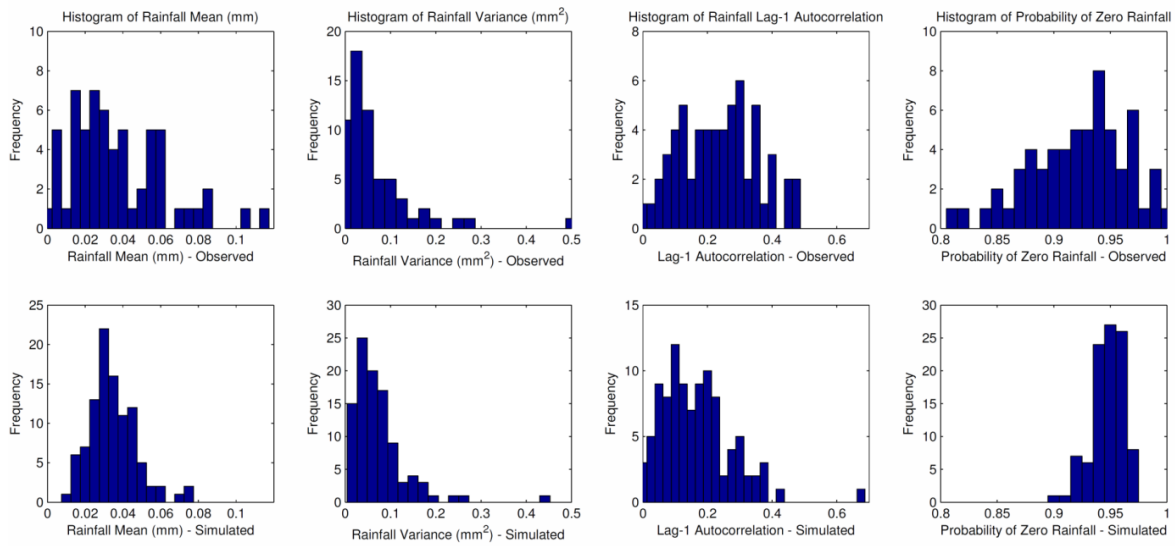 Histogram of Rainfall Mean (mm)
10
8
6
4
2
0
Frequency
0 0.02 0.04 0.06 0.08 0.1
Rainfall Mean (mm) - Observed
Histogram of Rainfall Variance (mm²)
20
15
10
5
0
Frequency
0 0.1 0.2 0.3 0.4 0.5
Rainfall Variance (mm²) - Observed
Histogram of Rainfall Lag-1 Autocorrelation
8
6
4
2
0
Frequency
0 0.2 0.4 0.6
Lag-1 Autocorrelation - Observed
Histogram of Probability of Zero Rainfall
10
8
6
4
2
0
Frequency
0.8 0.85 0.9 0.95 1
Probability of Zero Rainfall - Observed
25
20
15
10
5
0
Frequency
0 0.02 0.04 0.06 0.08 0.1
Rainfall Mean (mm) - Simulated
30
25
20
15
10
5
0
Frequency
0 0.1 0.2 0.3 0.4 0.5
Rainfall Variance (mm²) - Simulated
15
10
5
0
Frequency
0 0.2 0.4 0.6
Lag-1 Autocorrelation - Simulated
30
25
20
15
10
5
0
Frequency
0.8 0.85 0.9 0.95 1
Probability of Zero Rainfall - Simulated